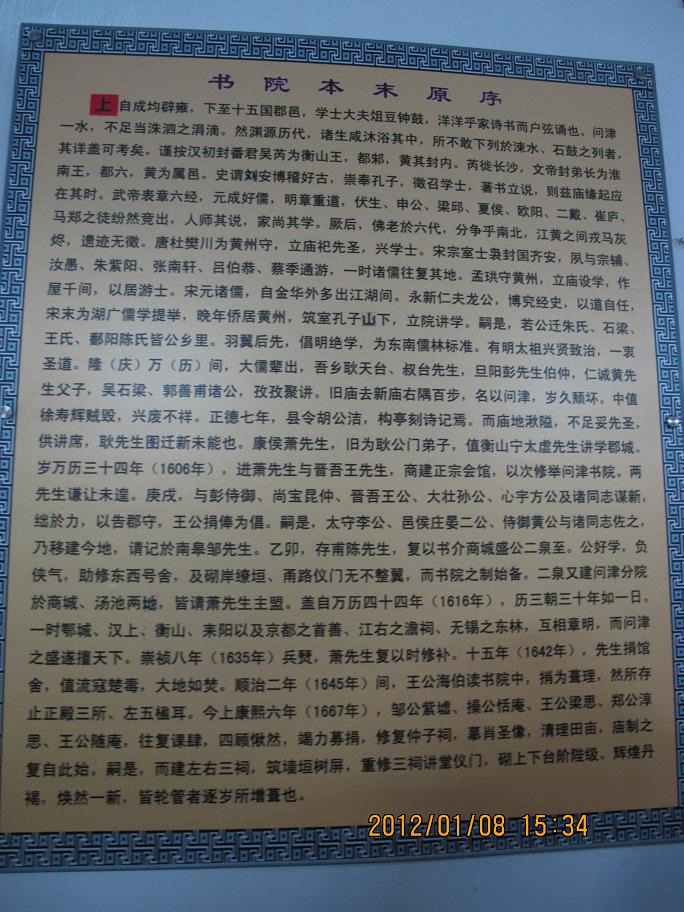 书院本末原序
上自成均辟雍，下至十五国郡邑，学士大夫俎豆钟鼓，洋洋乎家诗书而户弦诵也。问津
一水，不足当洙泗之涓滴。然渊源历代，诸生咸沐浴其中，所不敢下列於涑水、石鼓之列者，
其详盖可考矣。谨按汉初封番君吴芮为衡山王，都邾，黄其封内。芮徙长沙，文帝封弟长为淮
南王，都六，黄为属邑。史谓刘安博稽好古，崇奉孔子，徵召学士，著书立说，则兹庙缘起应
在其时。武帝表章六经，元成好儒，明章重道，伏生、申公、梁邱、夏侯、欧阳、二戴、崔庐、
马郑之徒纷然竞出，人师其说，家尚其学。厥后，佛老於六代，分争乎南北，江黄之间戎马灰
烬，遗迹无徵。唐杜樊川为黄州守，立庙祀先圣，兴学士。宋宗室士袅封国齐安，夙与宗辅、
汝愚、朱紫阳、张南轩、吕伯恭、蔡季通游，一时诸儒往复其地。孟珙守黄州，立庙设学，作
屋千间，以居游士。宋元诸儒，自金华外多出江湖间。永新仁夫龙公，博究经史，以道自任，
宋末为湖广儒学提举，晚年侨居黄州，筑室孔子山下，立院讲学。嗣是，若公迁朱氏、石梁、
王氏、鄱阳陈氏皆公乡里。羽翼后先，倡明绝学，为东南儒林标准。有明太祖兴贤致治，一衷
圣道。隆（庆）万（历）间，大儒辈出，吾乡耿天台、叔台先生，旦阳彭先生伯仲，仁诚黄先
生父子，吴石梁、郭善甫诸公，孜孜聚讲。旧庙去新庙右隅百步，名以问津，岁久颓坏。中值
徐寿辉贼毁，兴废不祥。正德七年，县令胡公洁，构亭刻诗记焉。而庙地湫隘，不足妥先圣，
供讲席，耿先生图迁新未能也。康侯萧先生，旧为耿公门弟子，值衡山宁太虚先生讲学郡城。
岁万历三十四年（1606年），进萧先生与晋吾王先生，商建正宗会馆，以次修举问津书院。两
先生谦让未遑。庚戌，与彭侍御、尚宝昆仲、晋吾王公、大壮孙公、心宇方公及诸同志谋新，
绌於力，以告郡守，王公捐俸为倡。嗣是，太守李公、邑侯庄晏二公、侍御黄公与诸同志佐之，
乃移建今地，请记於南皋邹先生。乙卯，存甫陈先生，复以书介商城盛公二泉至。公好学，负
侠气，助修东西号舍，及砌岸缭垣、甬路仪门无不整翼，而书院之制始备。二泉又建问津分院
於商城、汤池两地，皆请萧先生主盟。盖自万历四十四年（1616年），历三朝三十年如一日。
一时鄂城、汉上、衡山、耒阳以及京都之首善、江右之澹祠、无锡之东林，互相章明，而问津
之盛遂擅天下。崇祯八年（1635年）兵燹，萧先生复以时修补。十五年（1642年），先生捐馆
舍，值流寇楚毒，大地如焚。顺治二年（1645年）间，王公海伯读书院中，捎为葺理，然所存
止正殿三所、左五楹耳。今上康熙六年（1667年），邹公紫墟、操公恬庵、王公梁思、郑公淳
思、王公随庵，往复课肆，四顾愀然，竭力募捐，修复仲子祠，摹肖圣像，清理田亩，庙制之
复自此始。嗣是，而建左右三祠，筑墙垣树屏，重修三祠讲堂仪门，砌上下台阶陛级。辉煌丹
褐，焕然一新，皆轮管者逐岁所增葺也。
2012/01/08 15:34